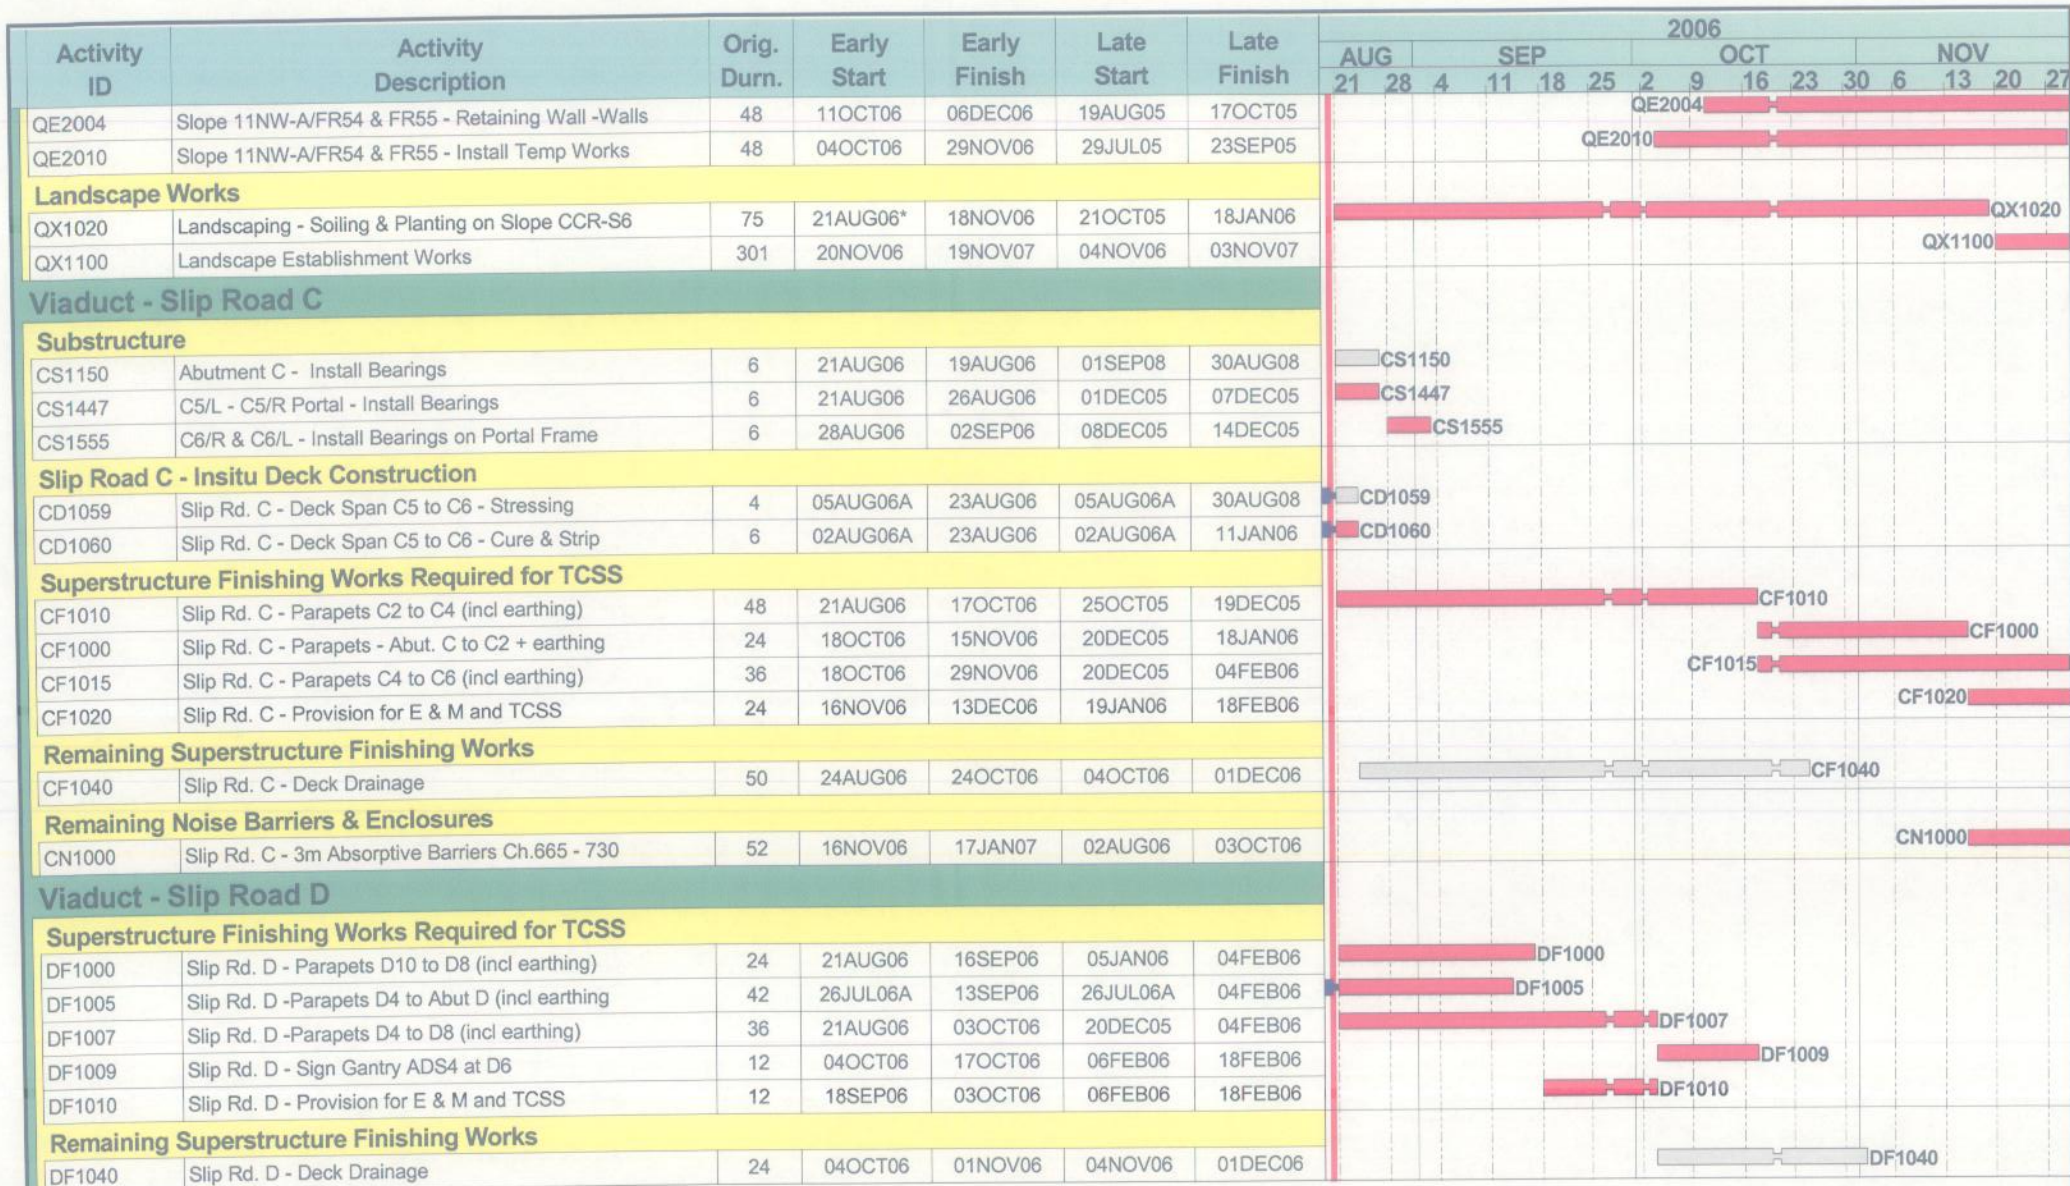 Activity ID Activity Description Orig. Durn. Early Start Early Finish Late Start Late Finish
2006
AUG SEP OCT NOV
21 28 4 11 18 25 2 9 16 23 30 6 13 20 27
QE2004 Slope 11NW-A/FR54 & FR55 - Retaining Wall -Walls 48 11OCT06 06DEC06 19AUG05 17OCT05 QE2004
QE2010 Slope 11NW-A/FR54 & FR55 - Install Temp Works 48 04OCT06 29NOV06 29JUL05 23SEP05 QE2010
Landscape Works
QX1020 Landscaping - Soiling & Planting on Slope CCR-S6 75 21AUG06* 18NOV06 21OCT05 18JAN06 QX1020
QX1100 Landscape Establishment Works 301 20NOV06 19NOV07 04NOV06 03NOV07 QX1100
Viaduct - Slip Road C
Substructure
CS1150 Abutment C - Install Bearings 6 21AUG06 19AUG06 01SEP08 30AUG08 CS1150
CS1447 C5/L - C5/R Portal - Install Bearings 6 21AUG06 26AUG06 01DEC05 07DEC05 CS1447
CS1555 C6/R & C6/L - Install Bearings on Portal Frame 6 28AUG06 02SEP06 08DEC05 14DEC05 CS1555
Slip Road C - Insitu Deck Construction
CD1059 Slip Rd. C - Deck Span C5 to C6 - Stressing 4 05AUG06A 23AUG06 05AUG06A 30AUG08 CD1059
CD1060 Slip Rd. C - Deck Span C5 to C6 - Cure & Strip 6 02AUG06A 23AUG06 02AUG06A 11JAN06 CD1060
Superstructure Finishing Works Required for TCSS
CF1010 Slip Rd. C - Parapets C2 to C4 (incl earthing) 48 21AUG06 17OCT06 25OCT05 19DEC05 CF1010
CF1000 Slip Rd. C - Parapets - Abut. C to C2 + earthing 24 18OCT06 15NOV06 20DEC05 18JAN06 CF1000
CF1015 Slip Rd. C - Parapets C4 to C6 (incl earthing) 36 18OCT06 29NOV06 20DEC05 04FEB06 CF1015
CF1020 Slip Rd. C - Provision for E & M and TCSS 24 16NOV06 13DEC06 19JAN06 18FEB06 CF1020
Remaining Superstructure Finishing Works
CF1040 Slip Rd. C - Deck Drainage 50 24AUG06 24OCT06 04OCT06 01DEC06 CF1040
Remaining Noise Barriers & Enclosures
CN1000 Slip Rd. C - 3m Absorptive Barriers Ch.665 - 730 52 16NOV06 17JAN07 02AUG06 03OCT06 CN1000
Viaduct - Slip Road D
Superstructure Finishing Works Required for TCSS
DF1000 Slip Rd. D - Parapets D10 to D8 (incl earthing) 24 21AUG06 16SEP06 05JAN06 04FEB06 DF1000
DF1005 Slip Rd. D -Parapets D4 to Abut D (incl earthing 42 26JUL06A 13SEP06 26JUL06A 04FEB06 DF1005
DF1007 Slip Rd. D -Parapets D4 to D8 (incl earthing) 36 21AUG06 03OCT06 20DEC05 04FEB06 DF1007
DF1009 Slip Rd. D - Sign Gantry ADS4 at D6 12 04OCT06 17OCT06 06FEB06 18FEB06 DF1009
DF1010 Slip Rd. D - Provision for E & M and TCSS 12 18SEP06 03OCT06 06FEB06 18FEB06 DF1010
Remaining Superstructure Finishing Works
DF1040 Slip Rd. D - Deck Drainage 24 04OCT06 01NOV06 04NOV06 01DEC06 DF1040